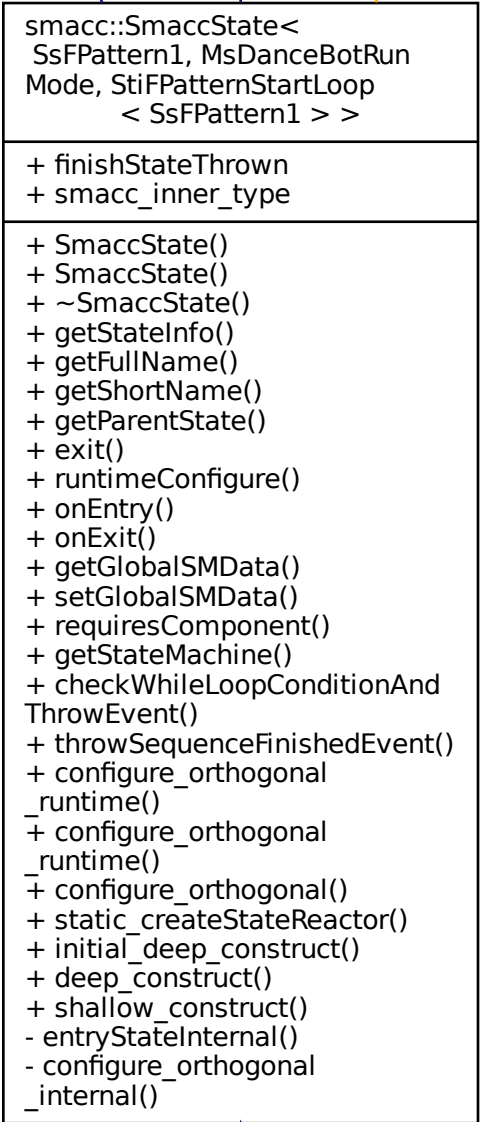 smacc::SmaccState<
SsFPattern1, MsDanceBotRun
Mode, StiFPatternStartLoop
< SsFPattern1 > >
+ finishStateThrown
+ smacc_inner_type
+ SmaccState()
+ SmaccState()
+ ~SmaccState()
+ getStateInfo()
+ getFullName()
+ getShortName()
+ getParentState()
+ exit()
+ runtimeConfigure()
+ onEntry()
+ onExit()
+ getGlobalSMData()
+ setGlobalSMData()
+ requiresComponent()
+ getStateMachine()
+ checkWhileLoopConditionAnd
ThrowEvent()
+ throwSequenceFinishedEvent()
+ configure_orthogonal
_runtime()
+ configure_orthogonal
_runtime()
+ configure_orthogonal()
+ static_createStateReactor()
+ initial_deep_construct()
+ deep_construct()
+ shallow_construct()
- entryStateInternal()
- configure_orthogonal
_internal()